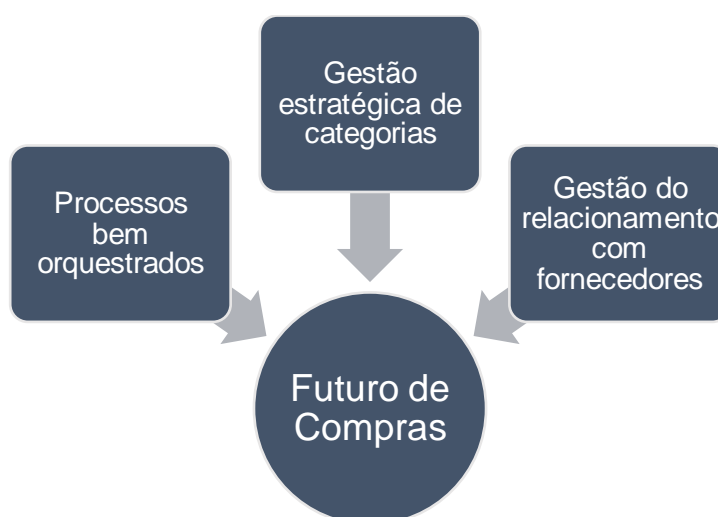 Gestão
estratégica de
categorias
Processos
bem
orquestrados
Gestão do
relacionamento
com
fornecedores
Futuro de
Compras